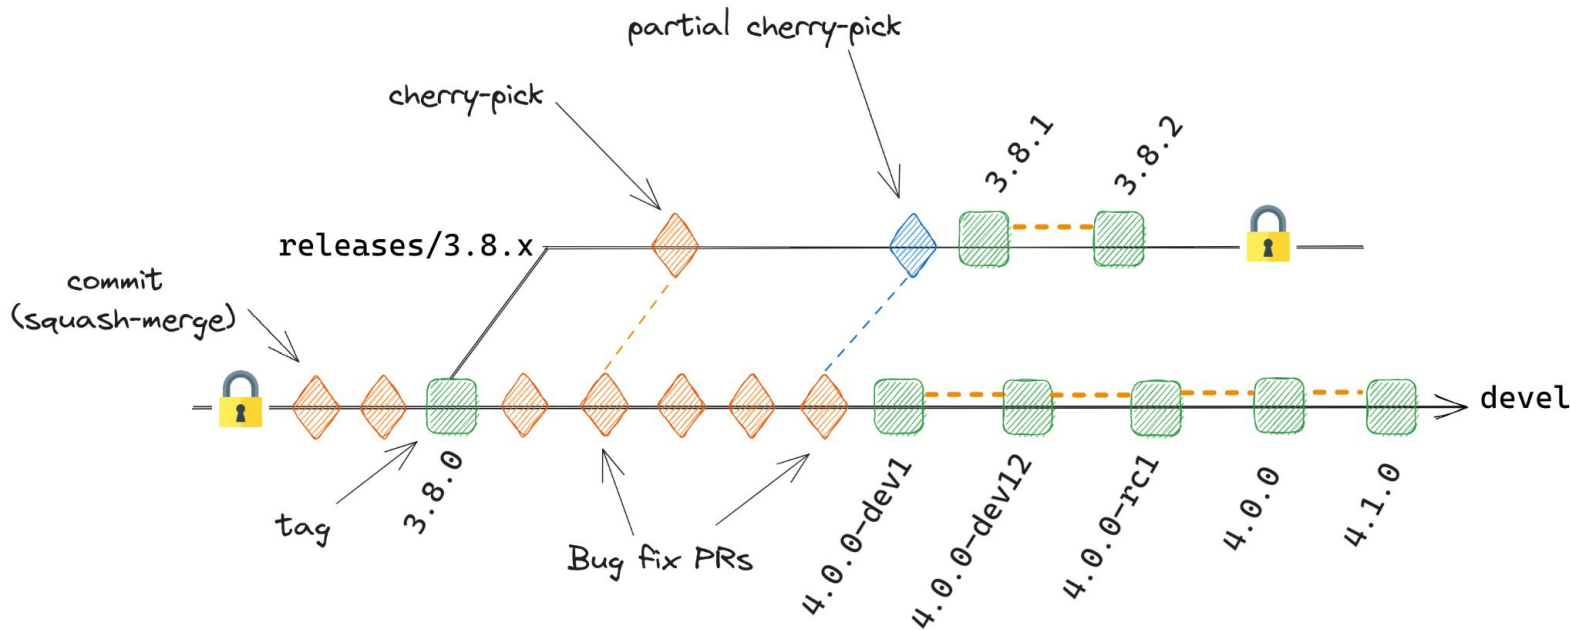 partial cherry-pick
cherry-pick
3.8.1
3.8.2
releases/3.8.x
commit
(squash-merge)
devel
tag
3.8.0
Bug fix PRs
4.0.0-dev1
4.0.0-dev12
4.0.0-rc1
4.0.0
4.1.0